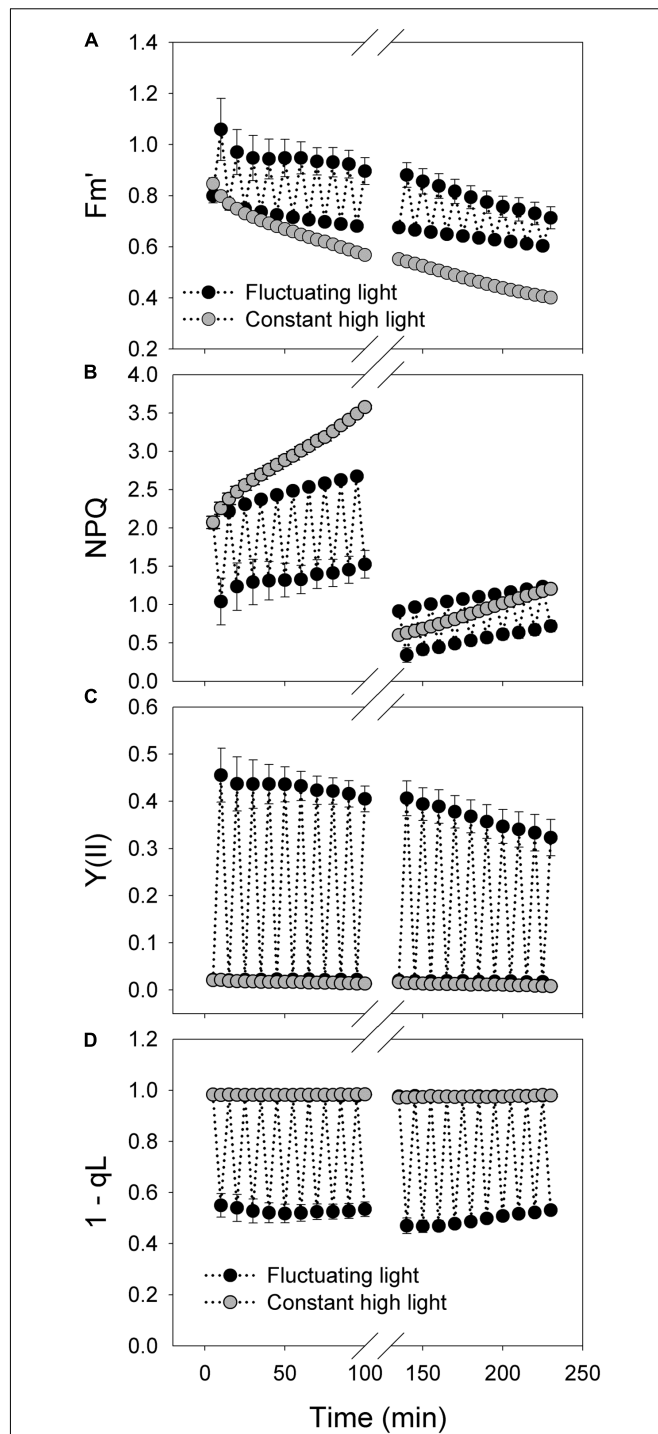 A
1.4
1.2
1.0
0.8
0.6
0.4
0.2
Fm'
Fluctuating light
Constant high light
B
4.0
3.5
3.0
2.5
2.0
1.5
1.0
0.5
0.0
NPQ
C
0.6
0.5
0.4
0.3
0.2
0.1
0.0
Y(II)
D
1.2
1.0
0.8
0.6
0.4
0.2
0.0
1 - qL
Fluctuating light
Constant high light
0 50 100 150 200 250
Time (min)